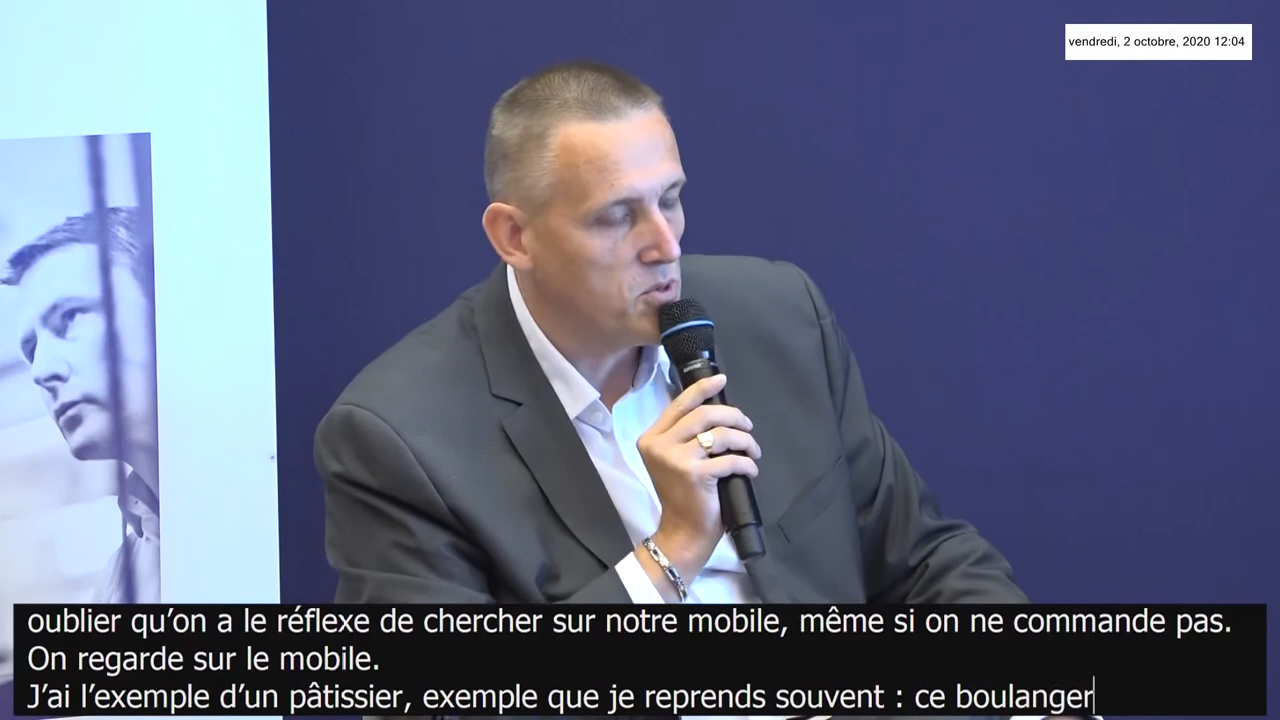 vendredi, 2 octobre, 2020 12:04
oublier qu’on a le réflexe de chercher sur notre mobile, même si on ne commande pas.
On regarde sur le mobile.
J’ai l’exemple d’un pâtissier, exemple que je reprends souvent : ce boulanger